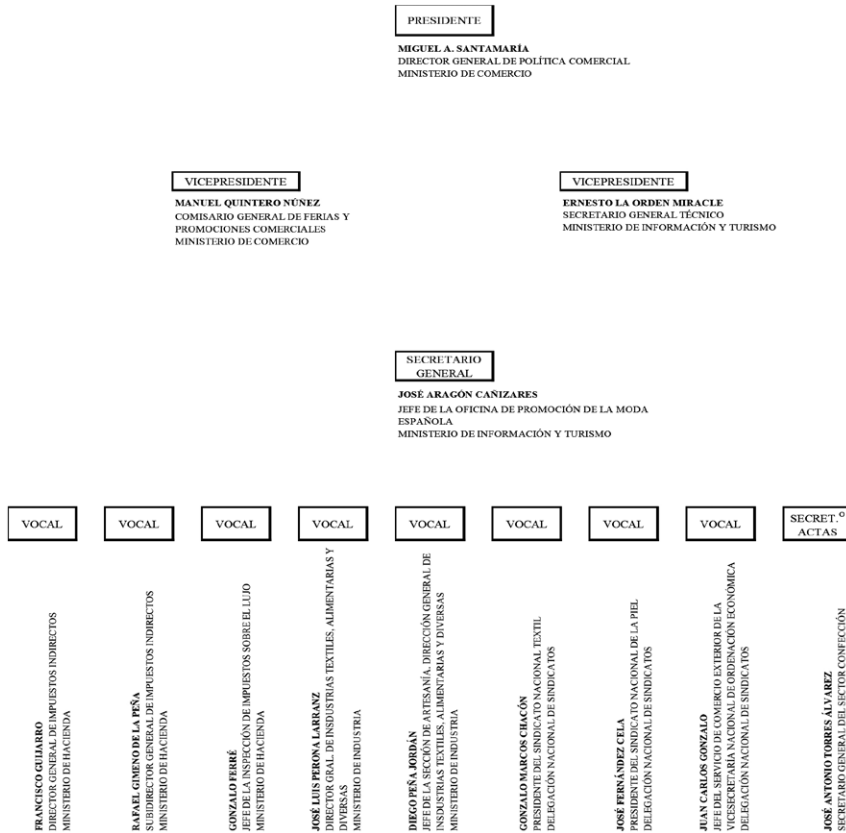 PRESIDENTE
MIGUEL A. SANTAMARÍA
DIRECTOR GENERAL DE POLÍTICA COMERCIAL
MINISTERIO DE COMERCIO
VICEPRESIDENTE
MANUEL QUINTERO NÚÑEZ
COMISARIO GENERAL DE FERIAS Y
PROMOCIONES COMERCIALES
MINISTERIO DE COMERCIO
VICEPRESIDENTE
ERNESTO LA ORDEN MIRACLE
SECRETARIO GENERAL TÉCNICO
MINISTERIO DE INFORMACIÓN Y TURISMO
SECRETARIO
GENERAL
JOSÉ ARAGÓN CAÑIZARES
JEFE DE LA OFICINA DE PROMOCIÓN DE LA MODA
ESPAÑOLA
MINISTERIO DE INFORMACIÓN Y TURISMO
VOCAL
FRANCISCO GUIJARRO
DIRECTOR GENERAL DE IMPUESTOS INDIRECTOS
MINISTERIO DE HACIENDA
VOCAL
RAFAEL GIMENO DE LA PEÑA
SUBDIRECTOR GENERAL DE IMPUESTOS INDIRECTOS
MINISTERIO DE HACIENDA
VOCAL
GONZALO FERRÉ
JEFE DE LA INSPECCIÓN DE IMPUESTOS SOBRE EL LUJO
MINISTERIO DE HACIENDA
VOCAL
JOSÉ LUIS PERONA LARRANZ
DIRECTOR GRAL. DE INSDUSTRIAS TEXTILES, ALIMENTARIAS Y
DIVERSAS
MINISTERIO DE INDUSTRIA
VOCAL
DIEGO PEÑA JORDÁN
JEFE DE LA SECCIÓN DE ARTESANÍA. DIRECCIÓN GENERAL DE
INSDUSTRIAS TEXTILES, ALIMENTARIAS Y DIVERSAS
MINISTERIO DE INDUSTRIA
VOCAL
GONZALO MARCOS CHACÓN
PRESIDENTE DEL SINDICATO NACIONAL TEXTIL
DELEGACIÓN NACIONAL DE SINDICATOS
VOCAL
JOSÉ FERNÁNDEZ CELA
PRESIDENTE DEL SINDICATO NACIONAL DE LA PIEL
DELEGACIÓN NACIONAL DE SINDICATOS
VOCAL
JUAN CARLOS GONZALO
JEFE DEL SERVICIO DE COMERCIO EXTERIOR DE LA
VICESECRETARÍA NACIONAL DE ORDENACIÓN ECONÓMICA
DELEGACIÓN NACIONAL DE SINDICATOS
SECRET.º
ACTAS
JOSÉ ANTONIO TORRES ÁLVAREZ
SECRETARIO GENERAL DEL SECTOR CONFECCIÓN